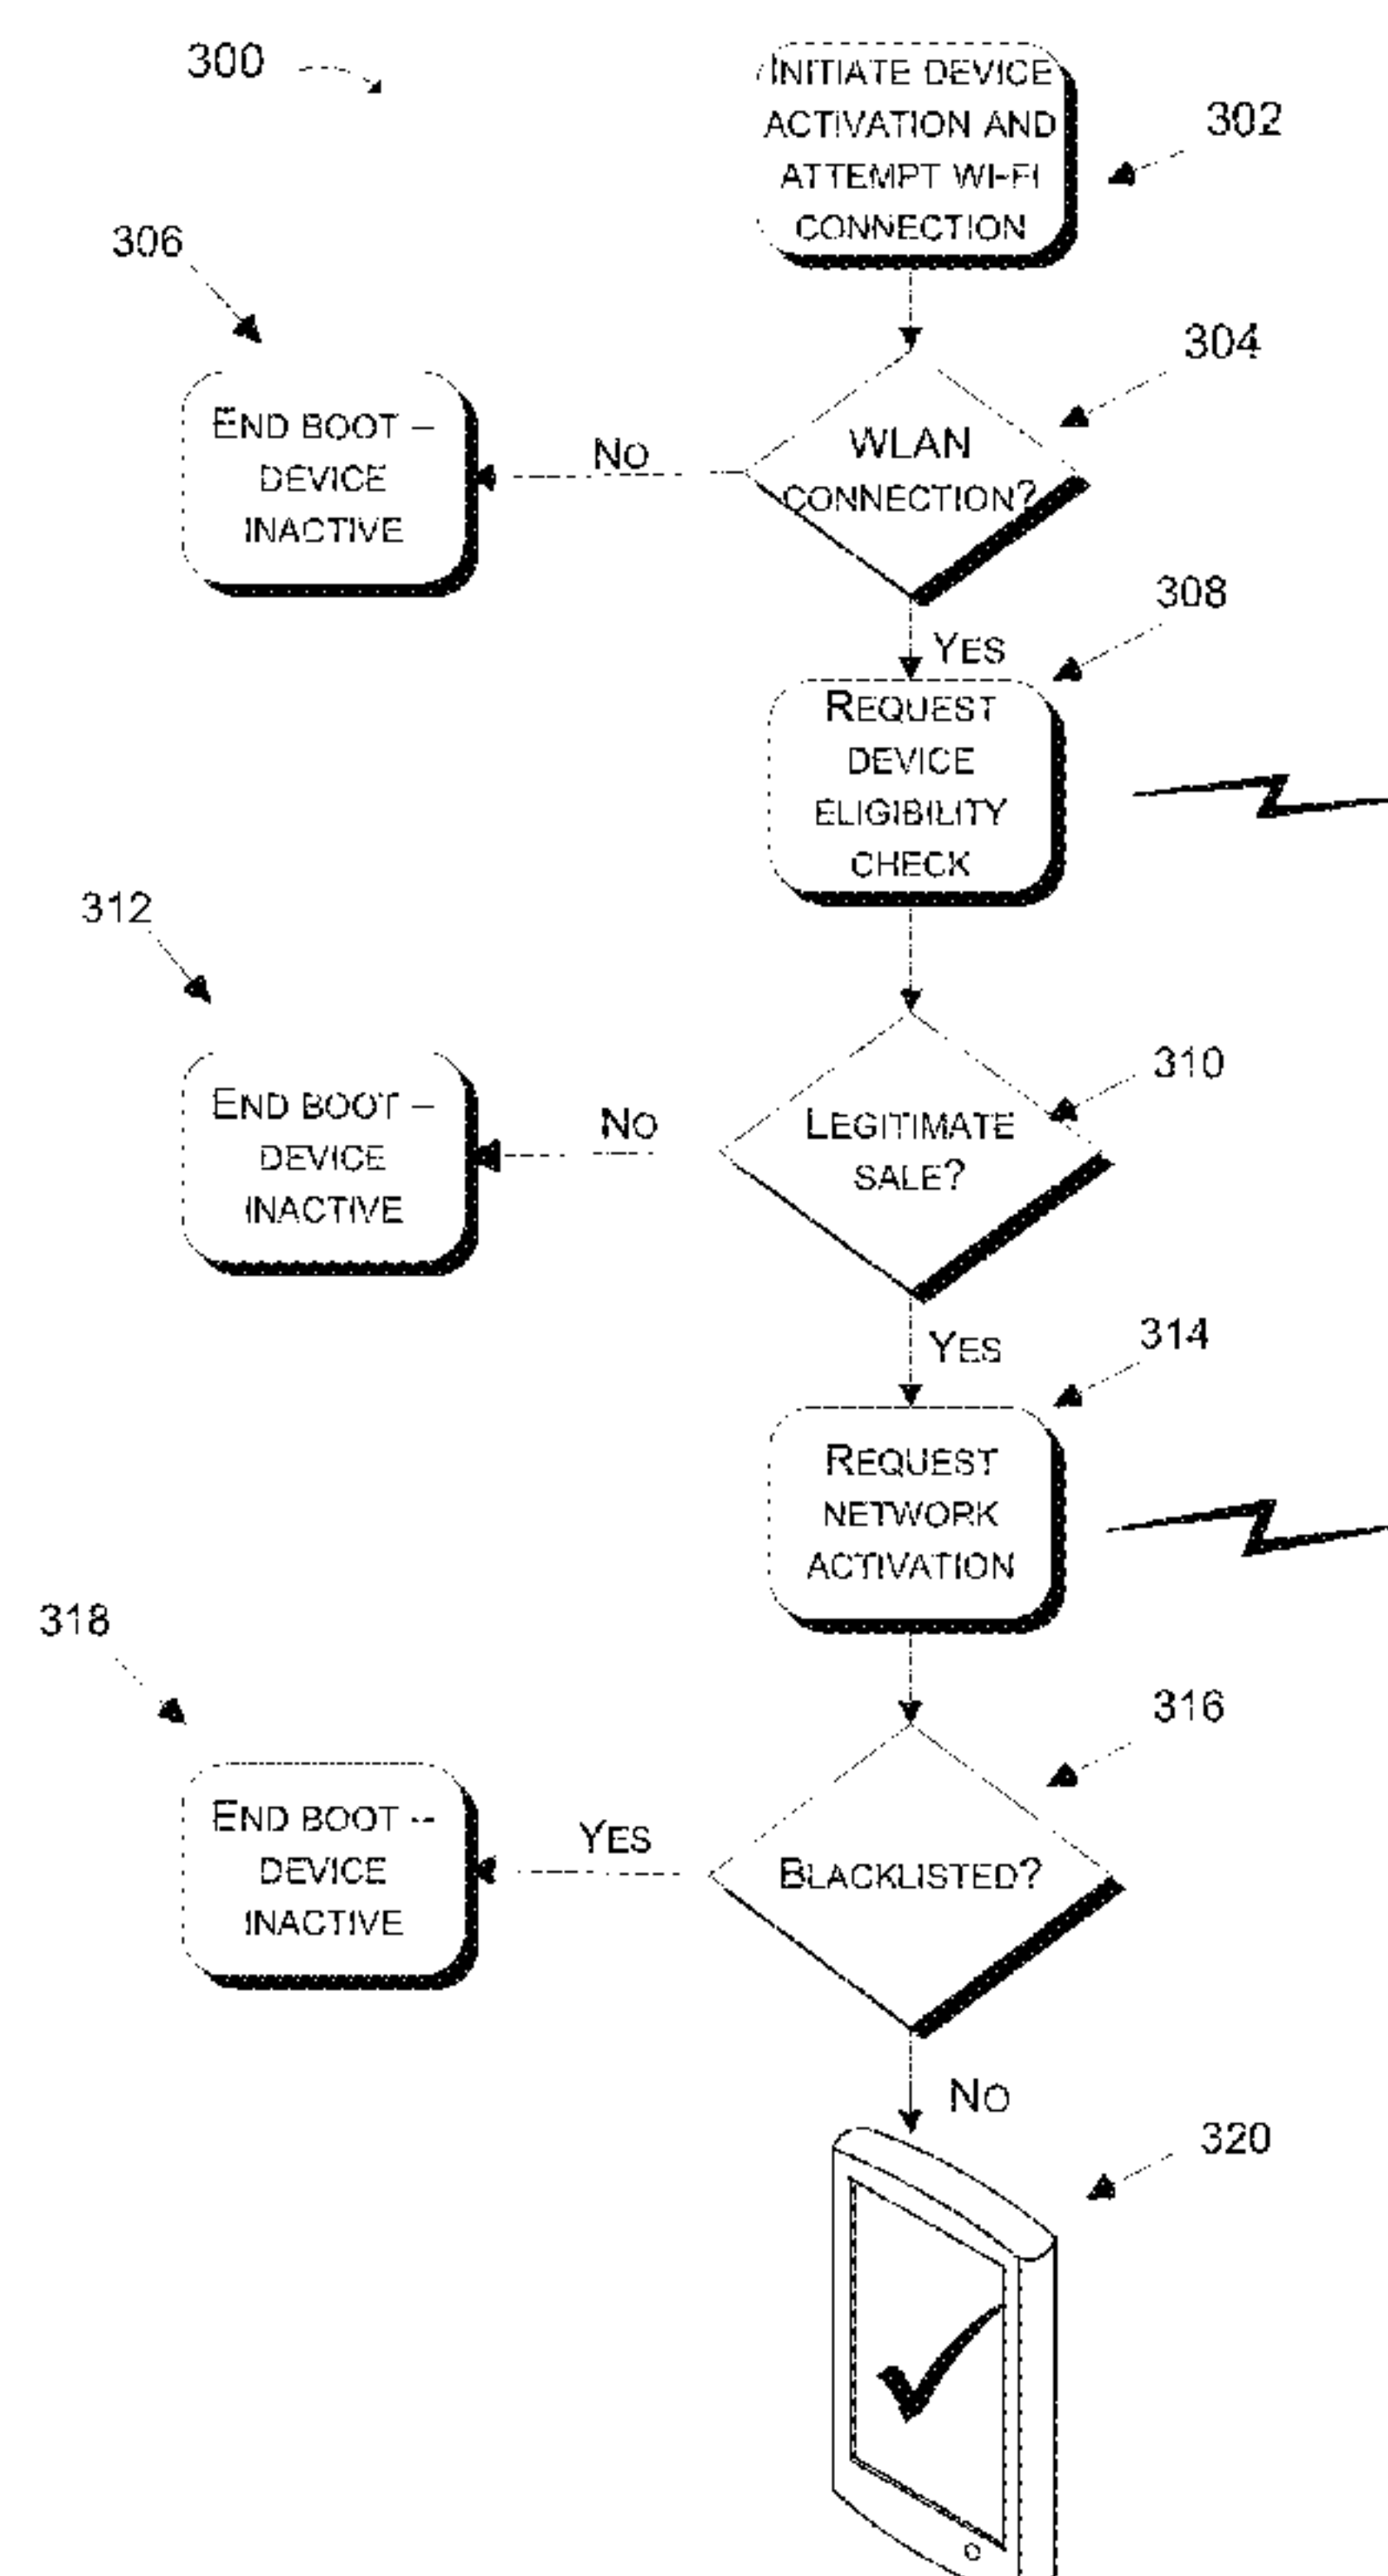 300
INITIATE DEVICE
ACTIVATION AND
ATTEMPT WI-FI
CONNECTION
302
306
304
END BOOT –
DEVICE
INACTIVE
NO
WLAN
CONNECTION?
308
YES
REQUEST
DEVICE
ELIGIBILITY
CHECK
312
310
END BOOT –
DEVICE
INACTIVE
NO
LEGITIMATE
SALE?
314
YES
REQUEST
NETWORK
ACTIVATION
318
316
END BOOT --
DEVICE
INACTIVE
YES
BLACKLISTED?
NO
320